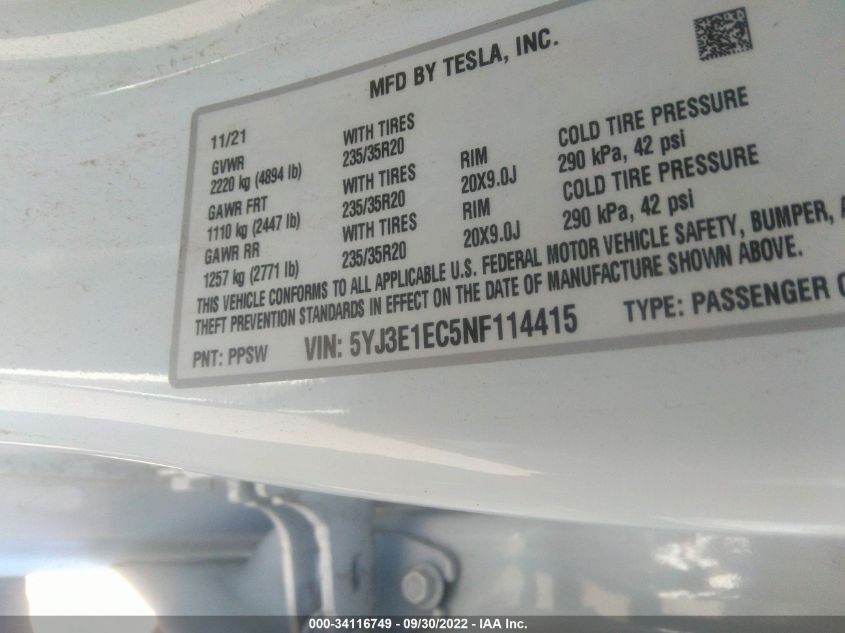 MFD BY TESLA, INC.
11/21
GVWR WITH TIRES RIM COLD TIRE PRESSURE
2220 kg (4894 lb) 235/35R20 20X9.0J 290 kPa, 42 psi
GAWR FRT WITH TIRES RIM COLD TIRE PRESSURE
1110 kg (2447 lb) 235/35R20 20X9.0J 290 kPa, 42 psi
GAWR RR WITH TIRES
1257 kg (2771 lb) 235/35R20
THIS VEHICLE CONFORMS TO ALL APPLICABLE U.S. FEDERAL MOTOR VEHICLE SAFETY, BUMPER,
THEFT PREVENTION STANDARDS IN EFFECT ON THE DATE OF MANUFACTURE SHOWN ABOVE.
PNT: PPSW VIN: 5YJ3E1EC5NF114415 TYPE: PASSENGER
000-34116749 - 09/30/2022 - IAA Inc.